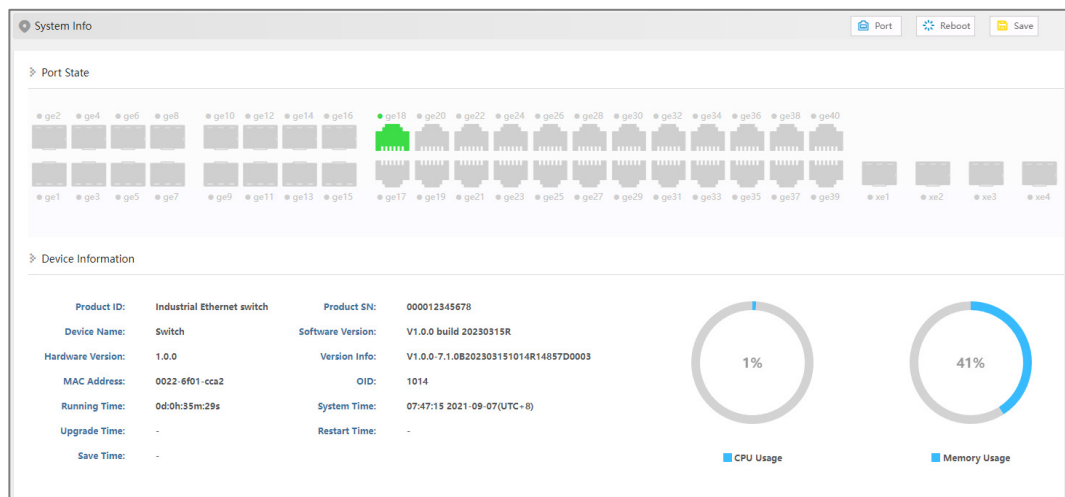 System Info Port Reboot Save
Port State
ge2 ge4 ge6 ge8 ge10 ge12 ge14 ge16 ge18 ge20 ge22 ge24 ge26 ge28 ge30 ge32 ge34 ge36 ge38 ge40
ge1 ge3 ge5 ge7 ge9 ge11 ge13 ge15 ge17 ge19 ge21 ge23 ge25 ge27 ge29 ge31 ge33 ge35 ge37 ge39 xe1 xe2 xe3 xe4
Device Information
Product ID: Industrial Ethernet switch Product SN: 000012345678
Device Name: Switch Software Version: V1.0.0 build 20230315R
Hardware Version: 1.0.0 Version Info: V1.0.0-7.1.0B202303151014R14857D0003
MAC Address: 0022-6f01-cca2 OID: 1014
Running Time: 0d:0h:35m:29s System Time: 07:47:15 2021-09-07(UTC+8)
Upgrade Time: - Restart Time: -
Save Time: -
1%
CPU Usage
41%
Memory Usage